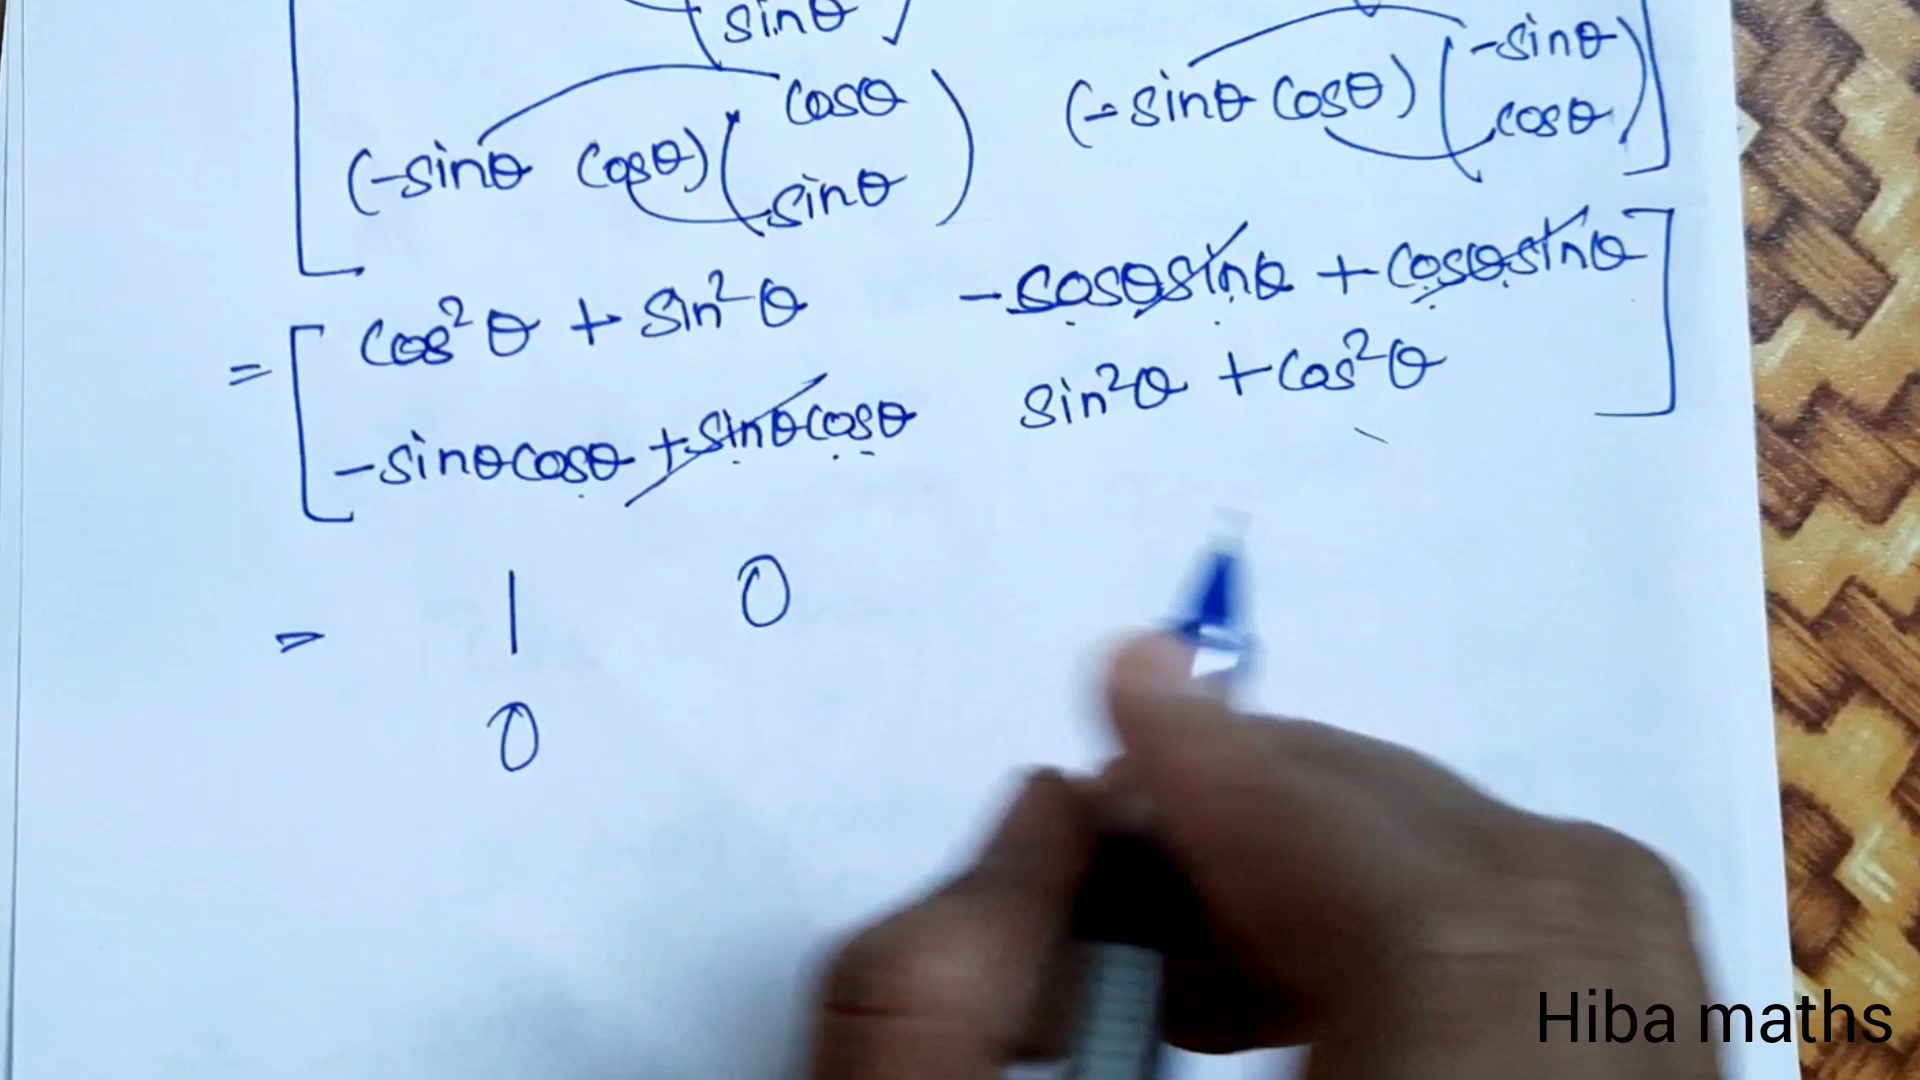 sinθ
(-sinθ cosθ) (cosθ sinθ) (-sinθ cosθ) (-sinθ cosθ)
= [cos²θ + sin²θ -cosθsinθ + cosθsinθ]
-sinθcosθ + sinθcosθ sin²θ + cos²θ
= 1 0
0
Hiba maths